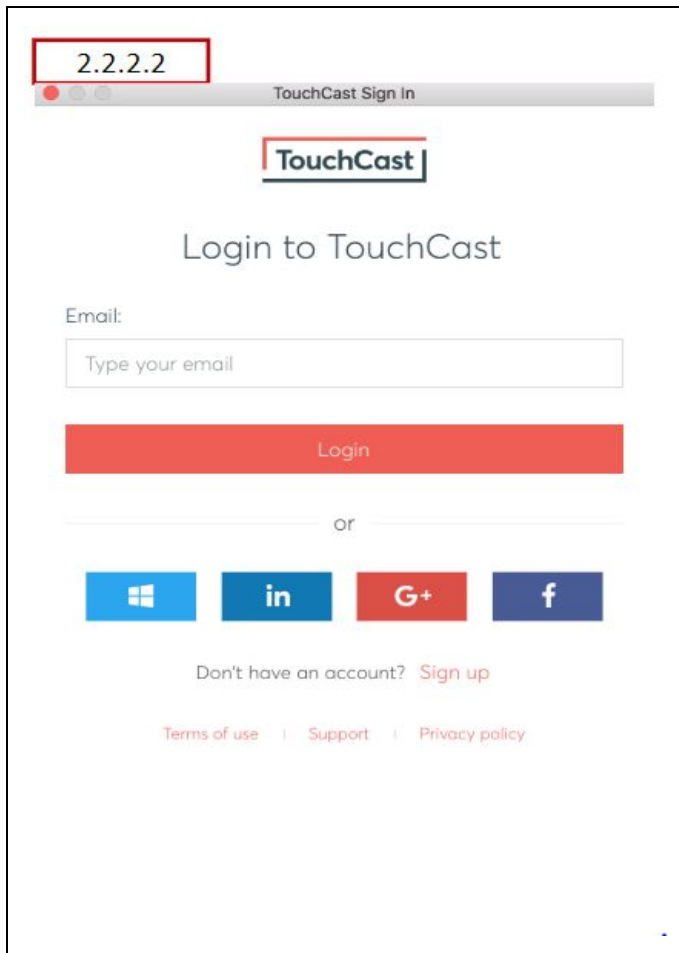 2.2.2.2
TouchCast Sign In
TouchCast
Login to TouchCast
Email:
Type your email
Login
or
in G+ f
Don't have an account? Sign up
Terms of use | Support | Privacy policy